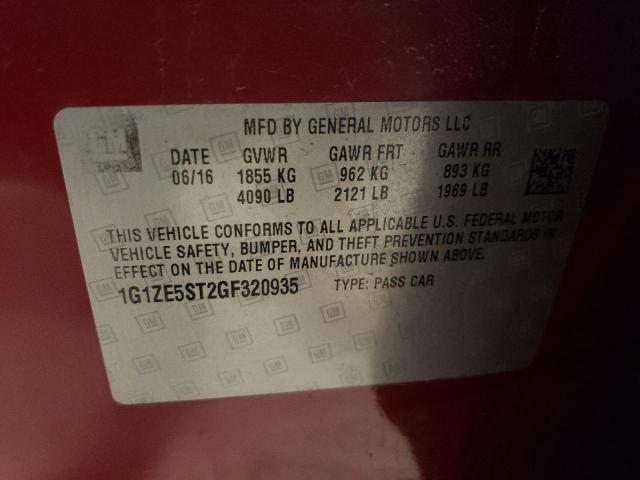 GM
MFD BY GENERAL MOTORS LLC
DATE GVWR GAWR FRT GAWR RR
06/16 1855 KG 962 KG 893 KG
4090 LB 2121 LB 1969 LB
THIS VEHICLE CONFORMS TO ALL APPLICABLE U.S. FEDERAL MOTOR
VEHICLE SAFETY, BUMPER, AND THEFT PREVENTION STANDARDS IN
EFFECT ON THE DATE OF MANUFACTURE SHOWN ABOVE.
1G1ZE5ST2GF320935 TYPE: PASS CAR